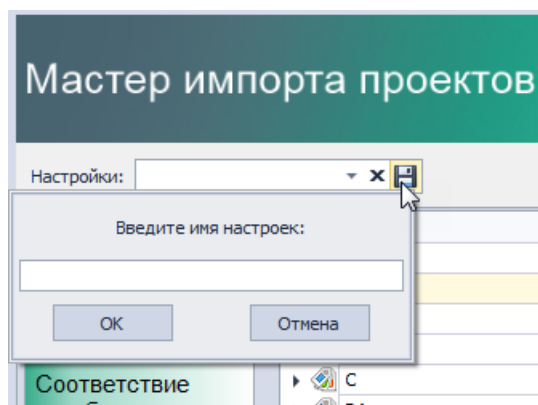 Мастер импорта проектов
Настройки:
Введите имя настроек:
OK Отмена
Соответствие
C